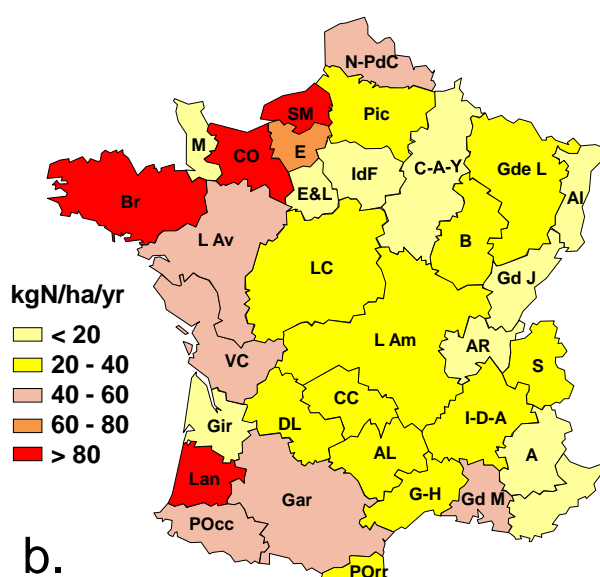 N-PdC
SM
Pic
M
CO
E
IdF
C-A-Y
Gde L
E&L
Al
Br
L Av
B
LC
Gd J
kgN/ha/yr
< 20
20 - 40
40 - 60
60 - 80
> 80
L Am
AR
VC
S
CC
DL
I-D-A
Gir
AL
A
Lan
Gar
G-H
Gd M
POcc
b.
POrr